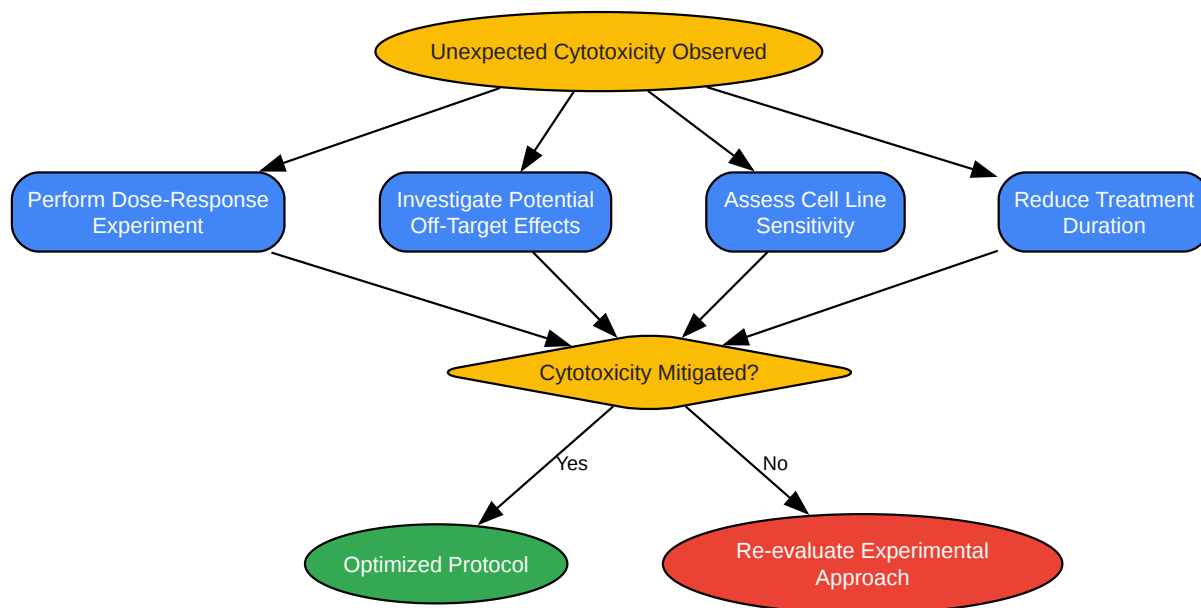 Unexpected Cytotoxicity Observed
Perform Dose-Response
Experiment
Investigate Potential
Off-Target Effects
Assess Cell Line
Sensitivity
Reduce Treatment
Duration
Cytotoxicity Mitigated?
Yes
No
Optimized Protocol
Re-evaluate Experimental
Approach